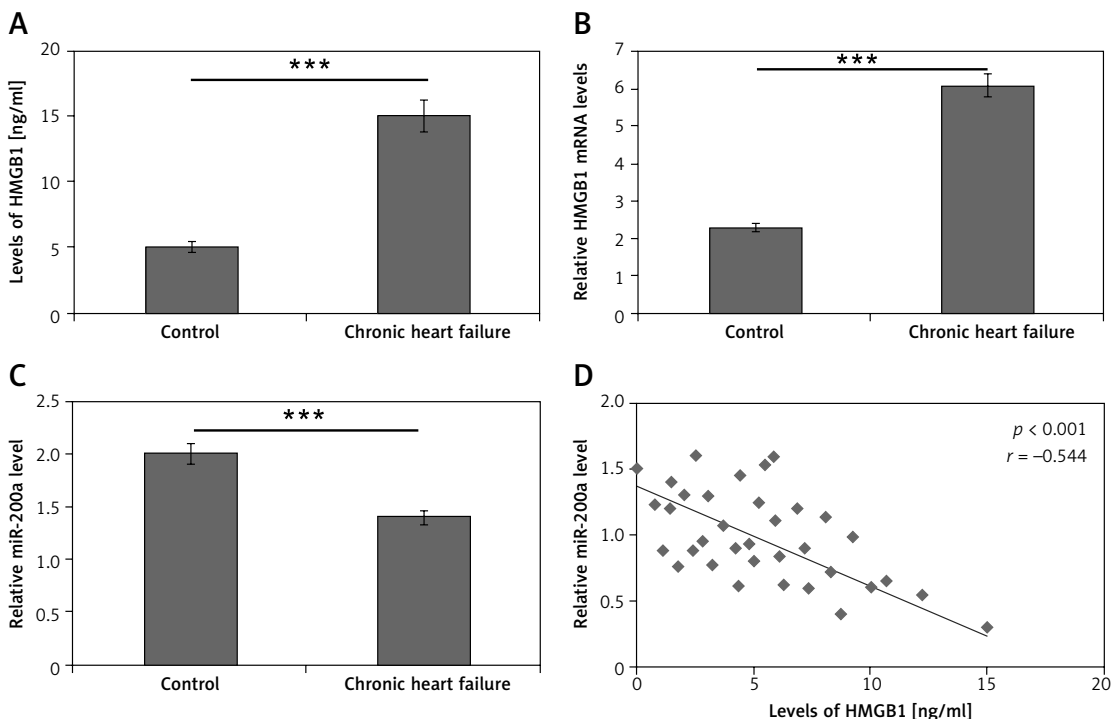 A
Levels of HMGB1 [ng/ml]
20
15
10
5
0
***
Control
Chronic heart failure
B
Relative HMGB1 mRNA levels
7
6
5
4
3
2
1
0
***
Control
Chronic heart failure
C
Relative miR-200a level
2.5
2.0
1.5
1.0
0.5
0
***
Control
Chronic heart failure
D
Relative miR-200a level
2.0
1.5
1.0
0.5
0
p < 0.001
r = −0.544
0 5 10 15 20
Levels of HMGB1 [ng/ml]